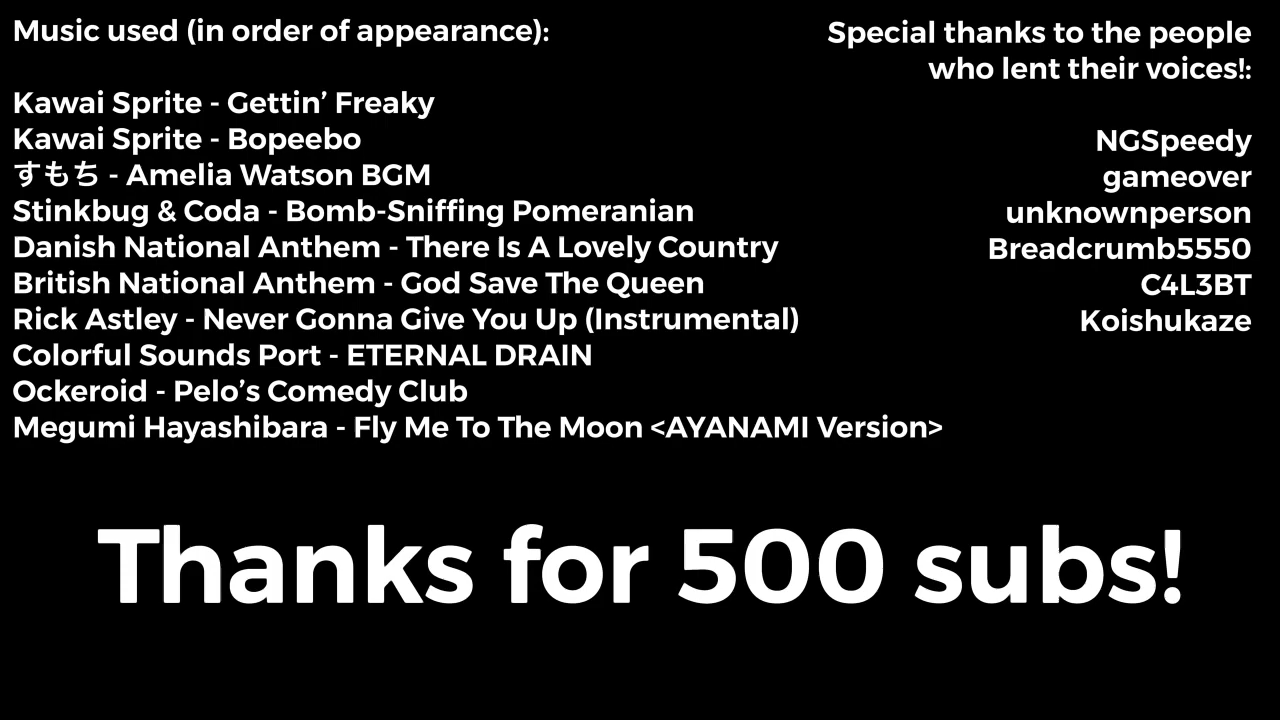 Music used (in order of appearance):
Kawai Sprite - Gettin’ Freaky
Kawai Sprite - Bopeebo
すもち - Amelia Watson BGM
Stinkbug & Coda - Bomb-Sniffing Pomeranian
Danish National Anthem - There Is A Lovely Country
British National Anthem - God Save The Queen
Rick Astley - Never Gonna Give You Up (Instrumental)
Colorful Sounds Port - ETERNAL DRAIN
Ockeroid - Pelo’s Comedy Club
Megumi Hayashibara - Fly Me To The Moon <AYANAMI Version>
Special thanks to the people
who lent their voices!:
NGSpeedy
gameover
unknownperson
Breadcrumb5550
C4L3BT
Koishukaze
Thanks for 500 subs!